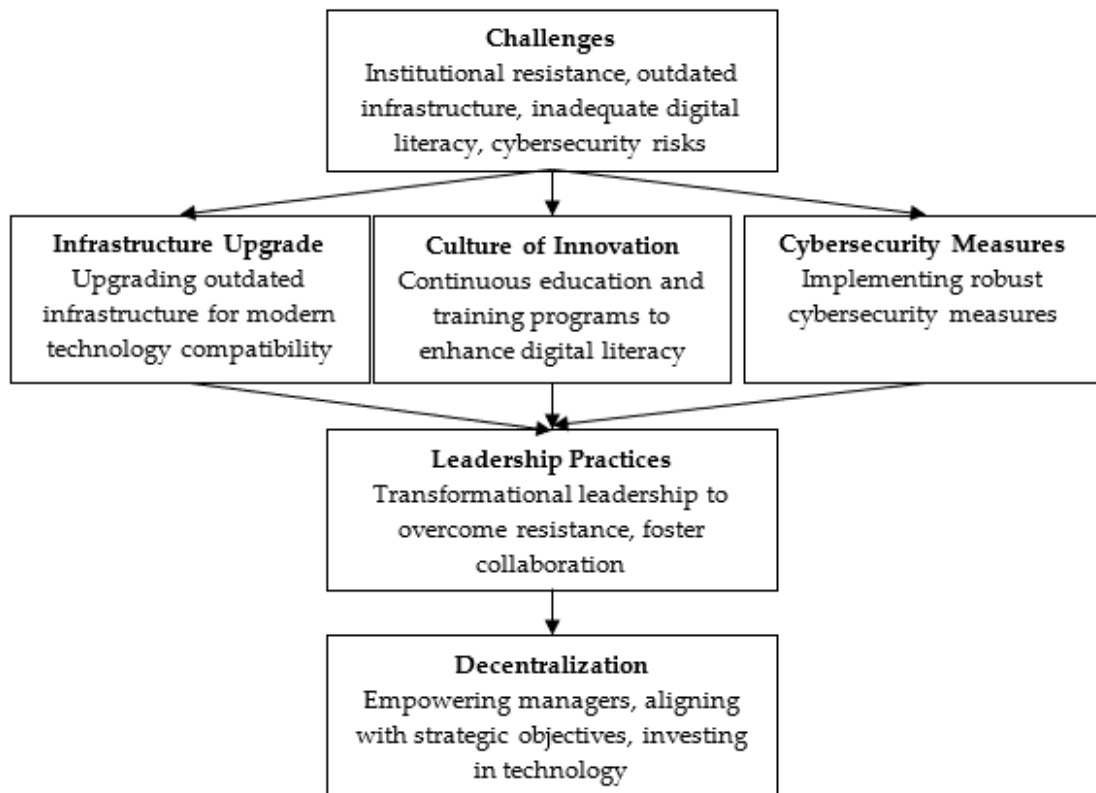 Challenges
Institutional resistance, outdated
infrastructure, inadequate digital
literacy, cybersecurity risks
Infrastructure Upgrade
Upgrading outdated
infrastructure for modern
technology compatibility
Culture of Innovation
Continuous education and
training programs to
enhance digital literacy
Cybersecurity Measures
Implementing robust
cybersecurity measures
Leadership Practices
Transformational leadership to
overcome resistance, foster
collaboration
Decentralization
Empowering managers, aligning
with strategic objectives, investing
in technology